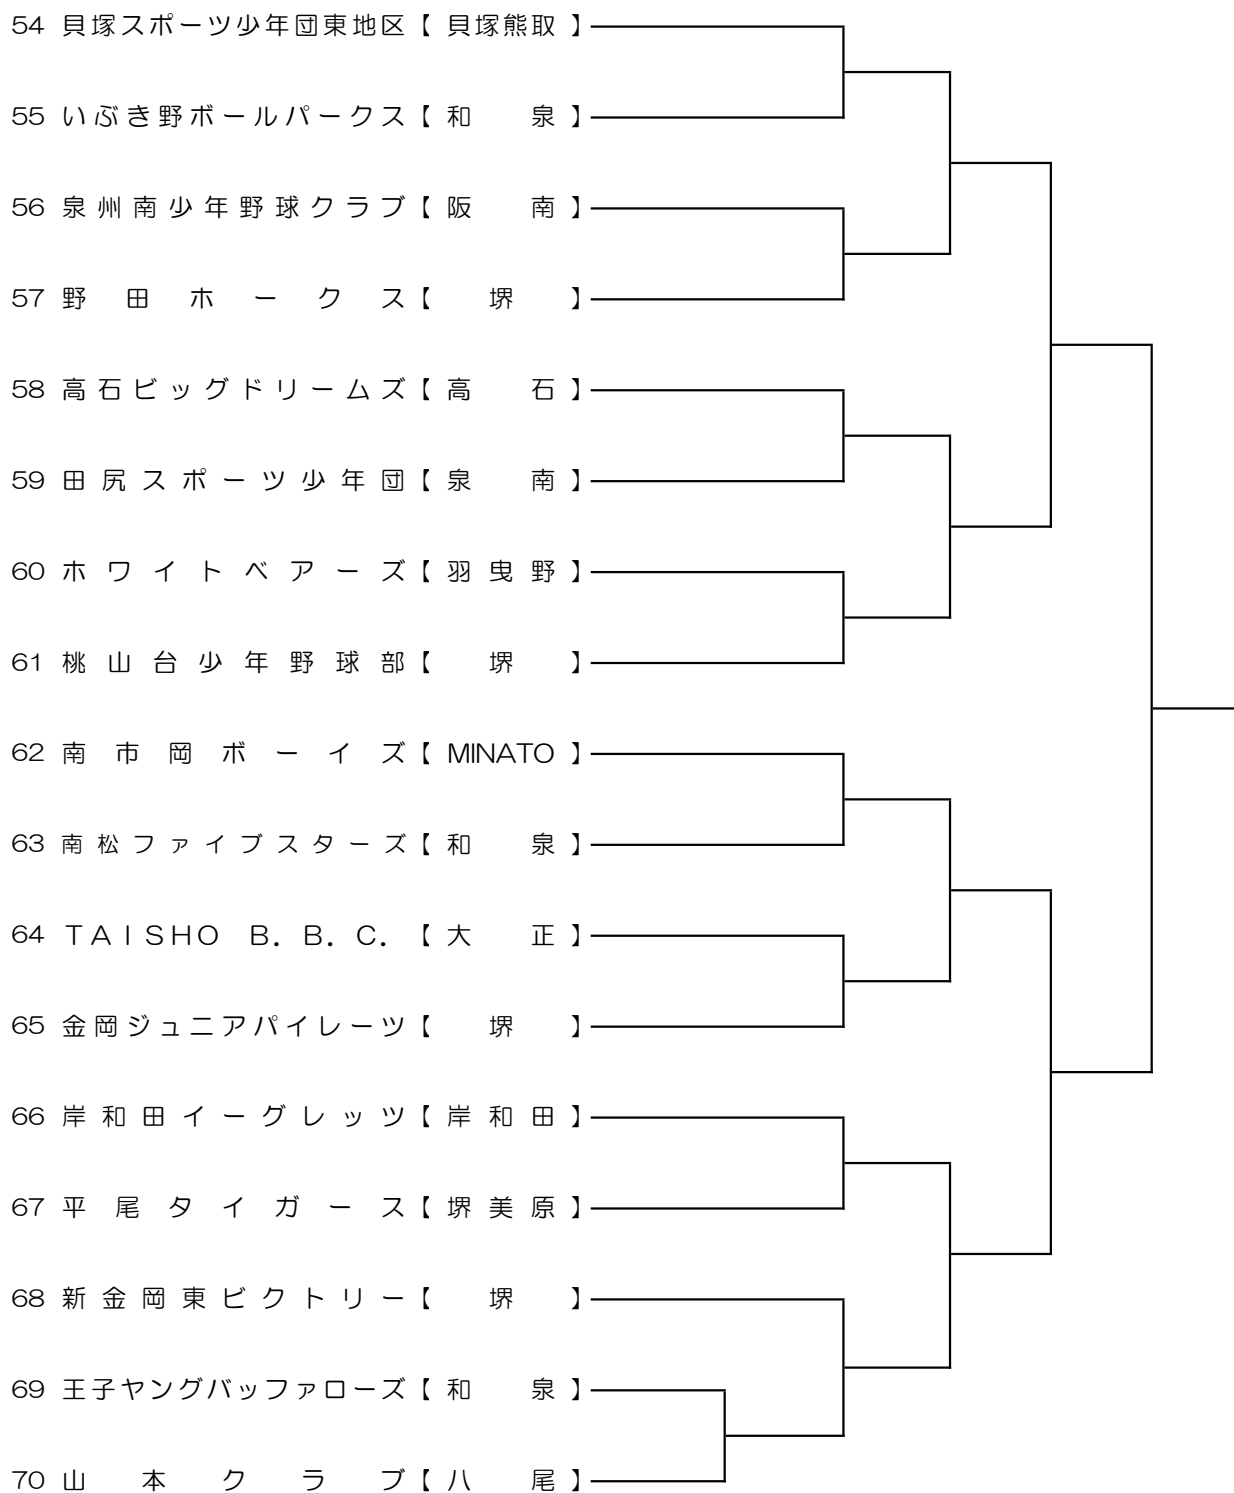 54 貝塚スポーツ少年団東地区【 貝塚熊取 】
55 いぶき野ボールパークス【 和 泉 】
56 泉州南少年野球クラブ【 阪 南 】
57 野田ホークス【 堺 】
58 高石ビッグドリームズ【 高 石 】
59 田尻スポーツ少年団【 泉 南 】
60 ホワイトベアーズ【 羽曳野 】
61 桃山台少年野球部【 堺 】
62 南市岡ボーイズ【 MINATO 】
63 南松ファイブスターズ【 和 泉 】
64 ＴＡＩＳＨＯ Ｂ．Ｂ．Ｃ．【 大 正 】
65 金岡ジュニアパイレーツ【 堺 】
66 岸和田イーグレッツ【 岸和田 】
67 平尾タイガース【 堺美原 】
68 新金岡東ビクトリー【 堺 】
69 王子ヤングバッファローズ【 和 泉 】
70 山本クラブ【 八 尾 】